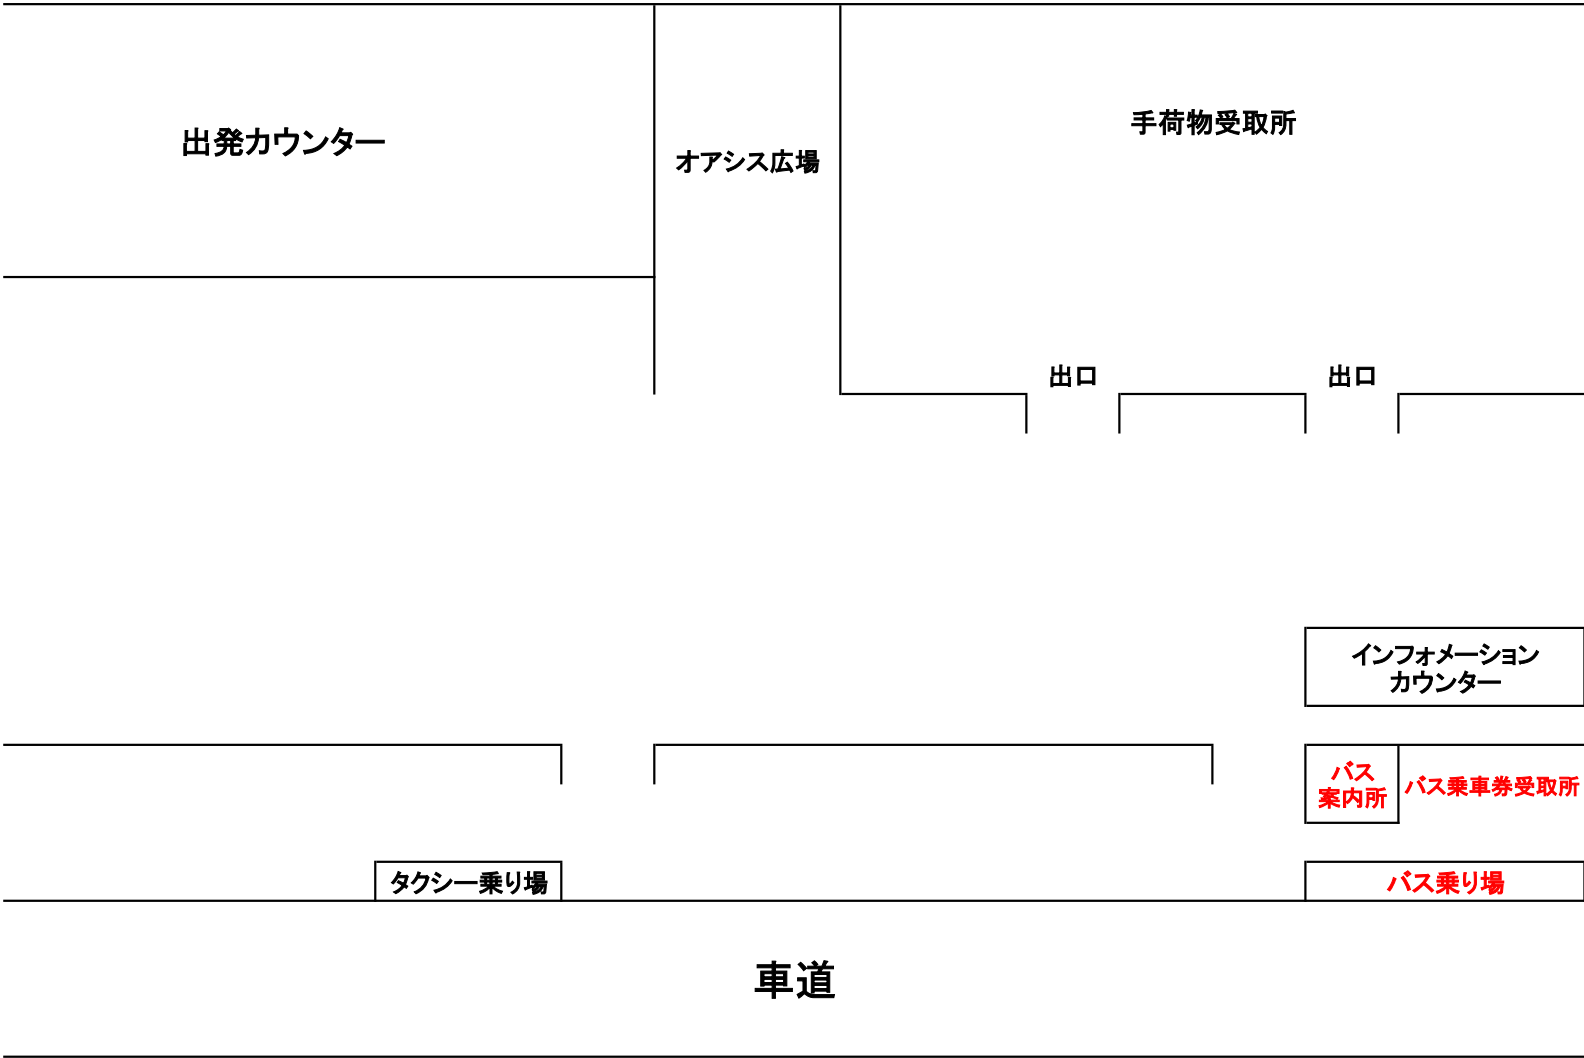 手荷物受取所
出発カウンター
オアシス広場
出口
出口
インフォメーション
カウンター
バス
案内所
バス乗車券受取所
タクシー乗り場
バス乗り場
車道